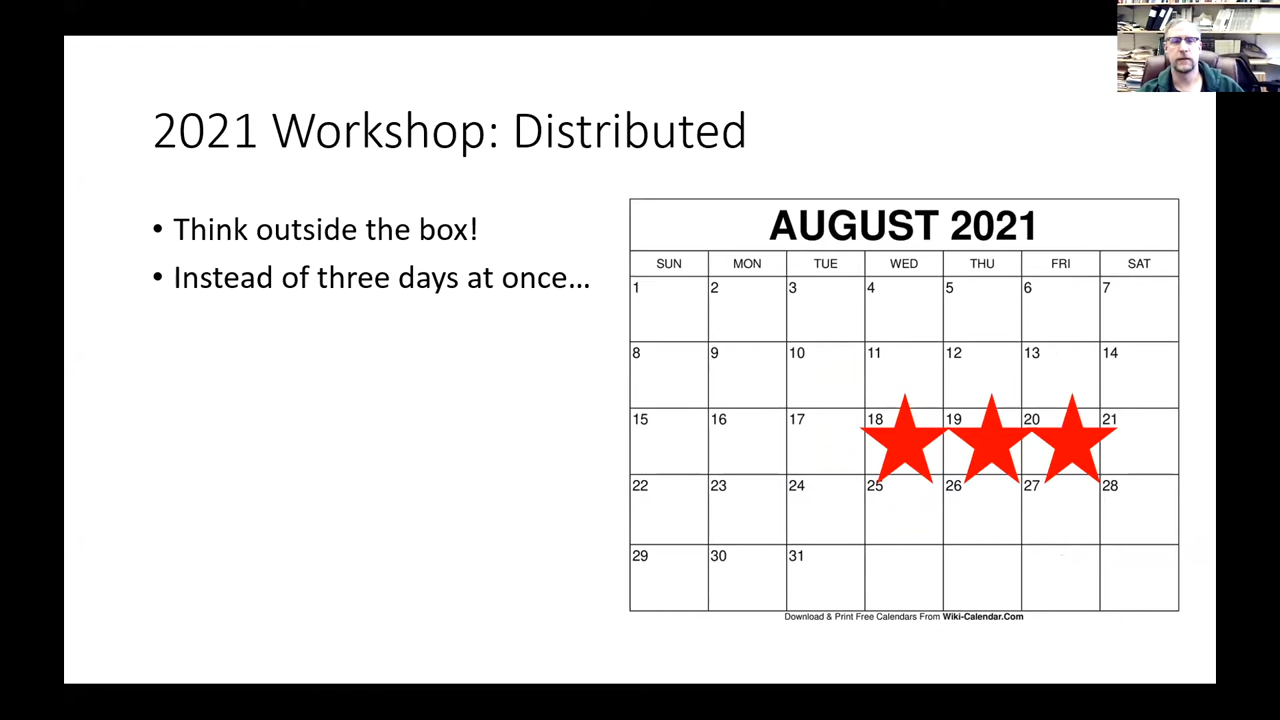 2021 Workshop: Distributed
• Think outside the box!
• Instead of three days at once...
AUGUST 2021
SUN MON TUE WED THU FRI SAT
1 2 3 4 5 6 7
8 9 10 11 12 13 14
15 16 17 18 19 20 21
22 23 24 25 26 27 28
29 30 31
Download & Print Free Calendars From Wiki-Calendar.Com